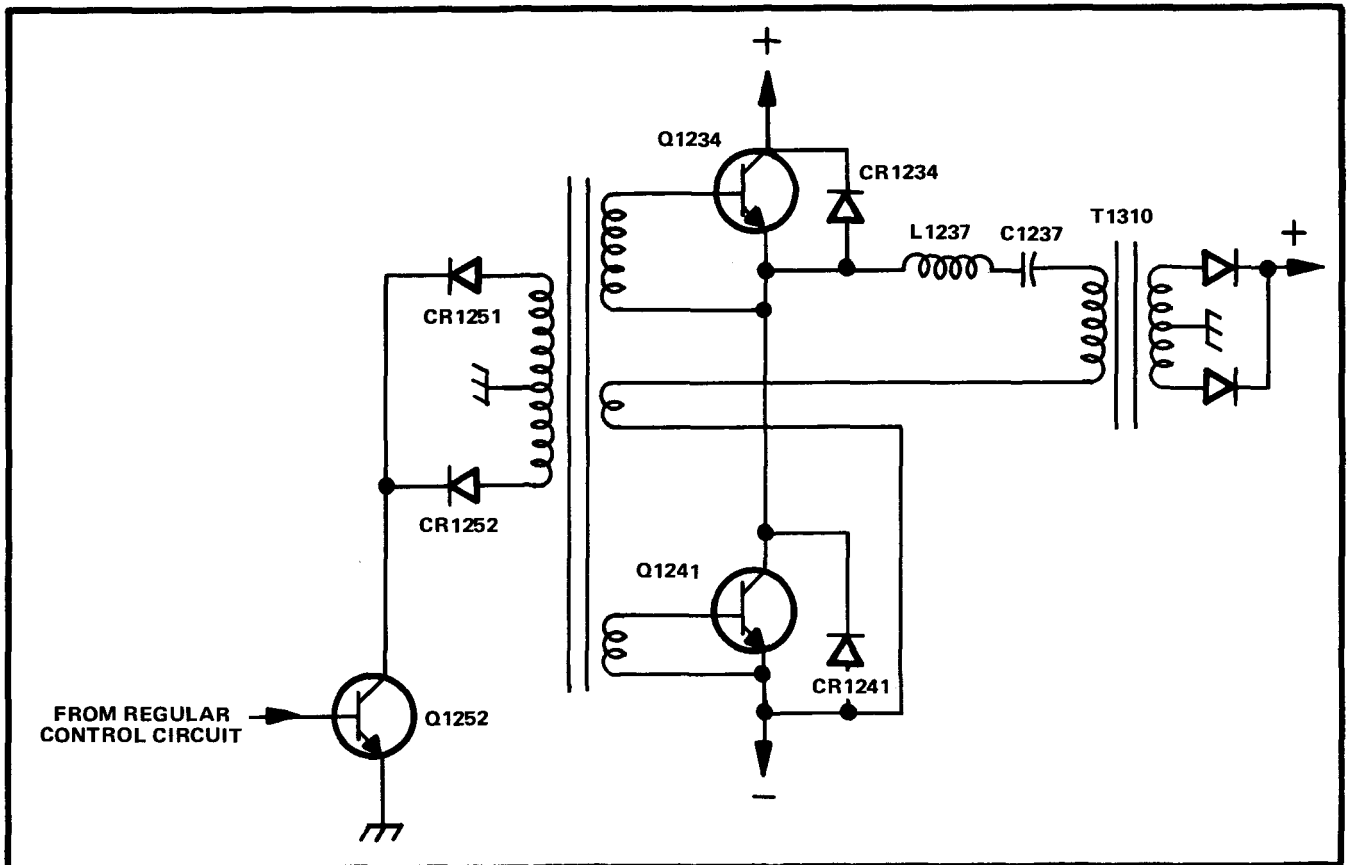 +
Q1234
CR1234
L1237
C1237
T1310
+
CR1251
CR1252
Q1241
CR1241
FROM REGULAR
CONTROL CIRCUIT
Q1252
−